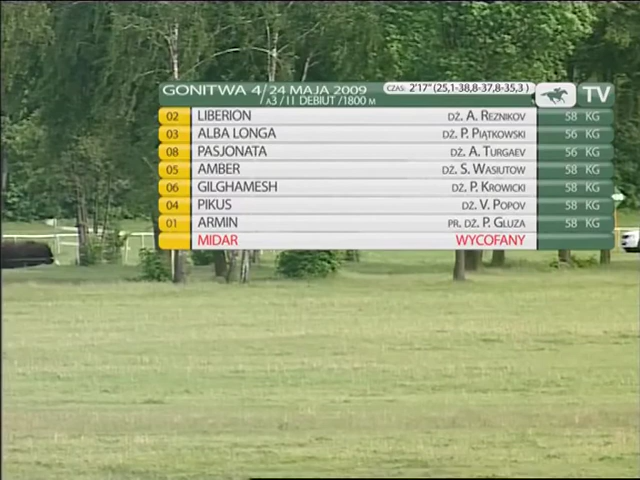 GONITWA 4/24 MAJA 2009 CZAS: 2'17" (25,1-38,8-37,8-35,3) TV
/A3/II DEBIUT/1800 M
02 LIBERION DŻ. A. REZNIKOV 58 KG
03 ALBA LONGA DŻ. P. PIĄTKOWSKI 56 KG
08 PASJONATA DŻ. A. TURGAEV 56 KG
05 AMBER DŻ. S. WASIUTOW 58 KG
06 GILGHAMESH DŻ. P. KROWICKI 58 KG
04 PIKUS DŻ. V. POPOV 58 KG
01 ARMIN PR. DŻ. P. GLUZA 58 KG
MIDAR WYCOFANY